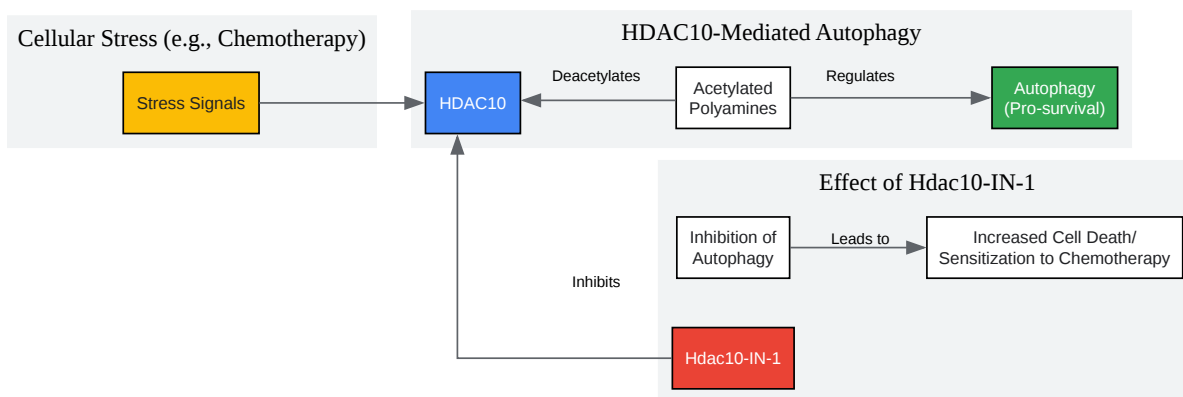 Cellular Stress (e.g., Chemotherapy)
Stress Signals
HDAC10-Mediated Autophagy
HDAC10
Deacetylates
Acetylated
Polyamines
Regulates
Autophagy
(Pro-survival)
Effect of Hdac10-IN-1
Inhibition of
Autophagy
Leads to
Increased Cell Death/
Sensitization to Chemotherapy
Inhibits
Hdac10-IN-1